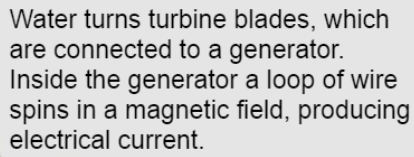 Water turns turbine blades, which
are connected to a generator.
Inside the generator a loop of wire
spins in a magnetic field, producing
electrical current.